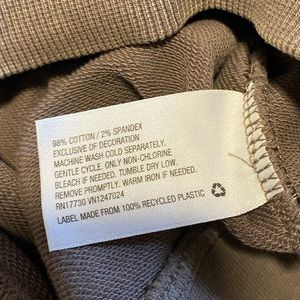 98% COTTON / 2% SPANDEX
EXCLUSIVE OF DECORATION
MACHINE WASH COLD SEPARATELY.
GENTLE CYCLE. ONLY NON-CHLORINE
BLEACH IF NEEDED. TUMBLE DRY LOW.
REMOVE PROMPTLY. WARM IRON IF NEEDED.
RN17730 VN1247024
LABEL MADE FROM 100% RECYCLED PLASTIC